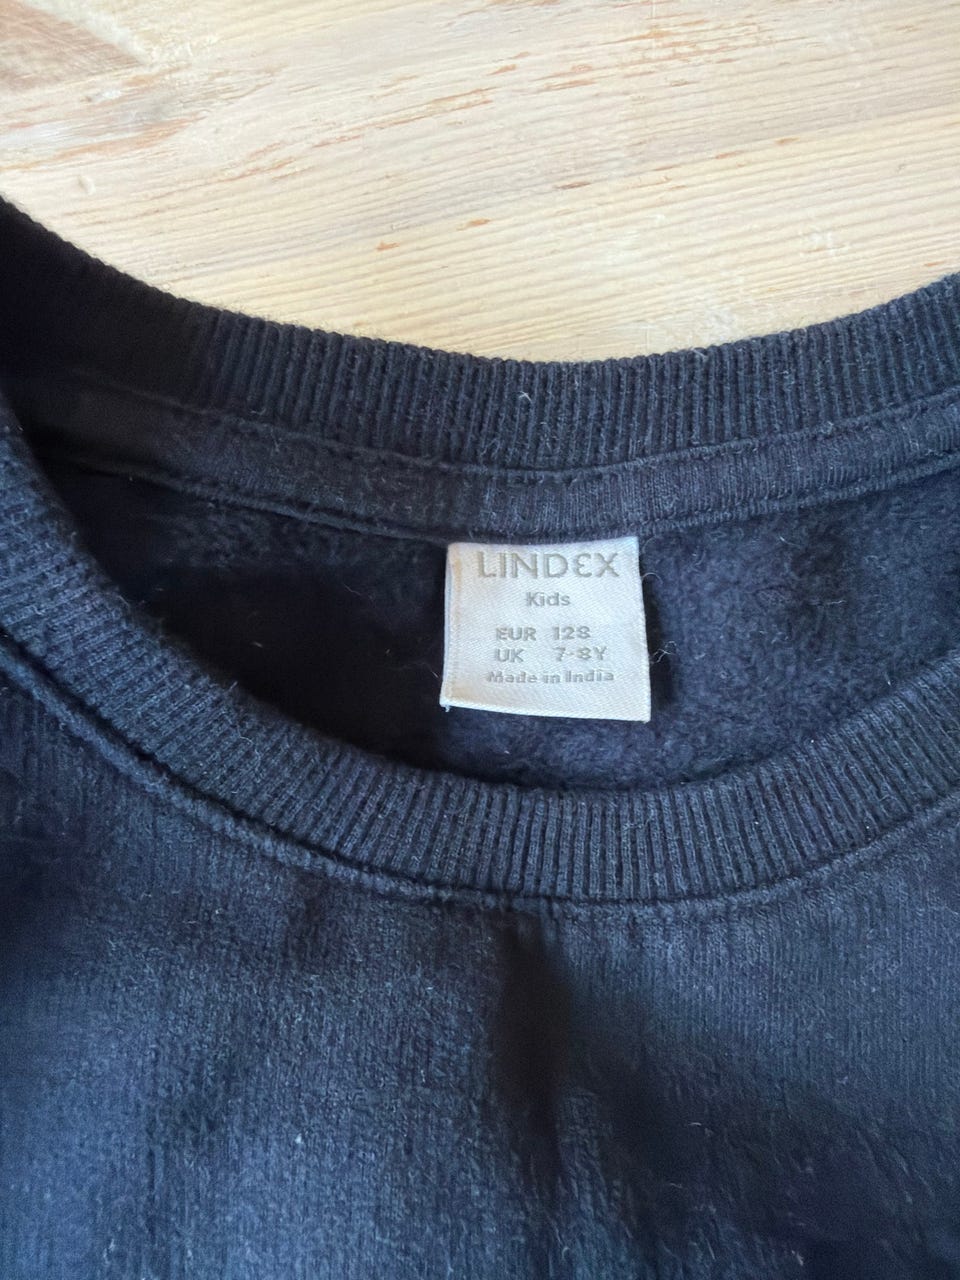 LINDEX
Kids
EUR 128
UK 7-8Y
Made in India